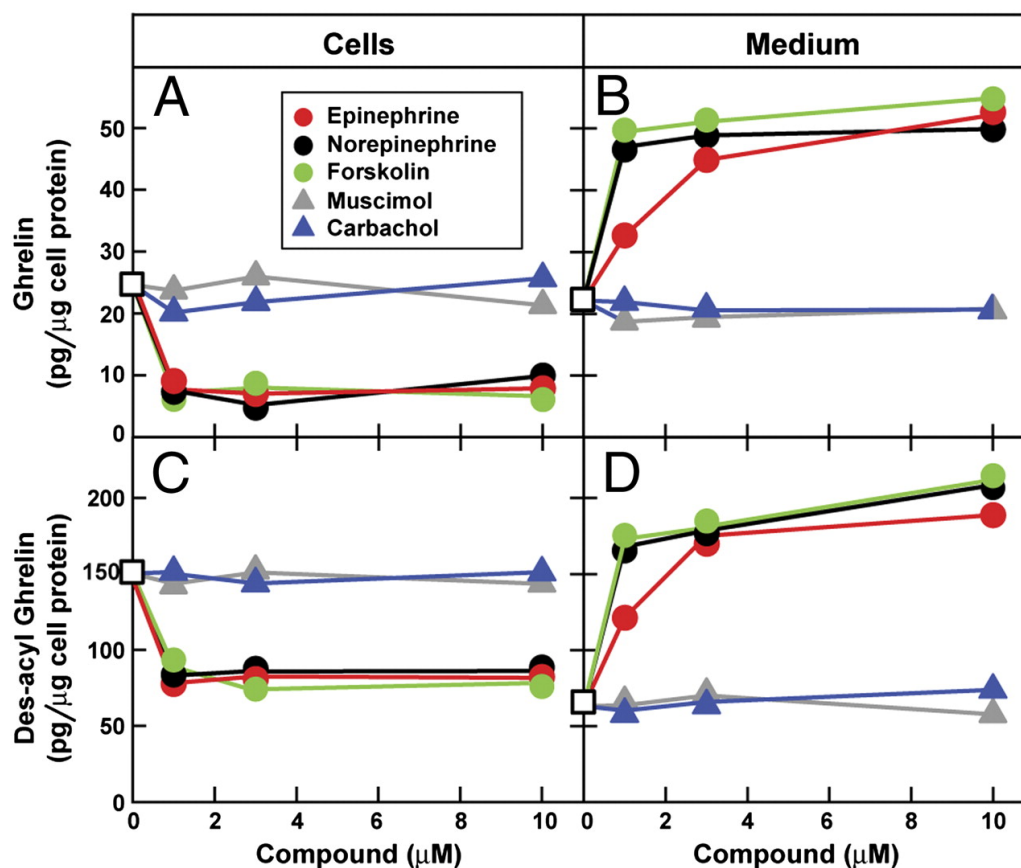 Cells
Medium
A
B
Epinephrine
Norepinephrine
Forskolin
Muscimol
Carbachol
Ghrelin
(pg/μg cell protein)
50
40
30
20
10
0
C
D
Des-acyl Ghrelin
(pg/μg cell protein)
200
150
100
50
0
0 2 4 6 8 10
0 2 4 6 8 10
Compound (μM)
Compound (μM)